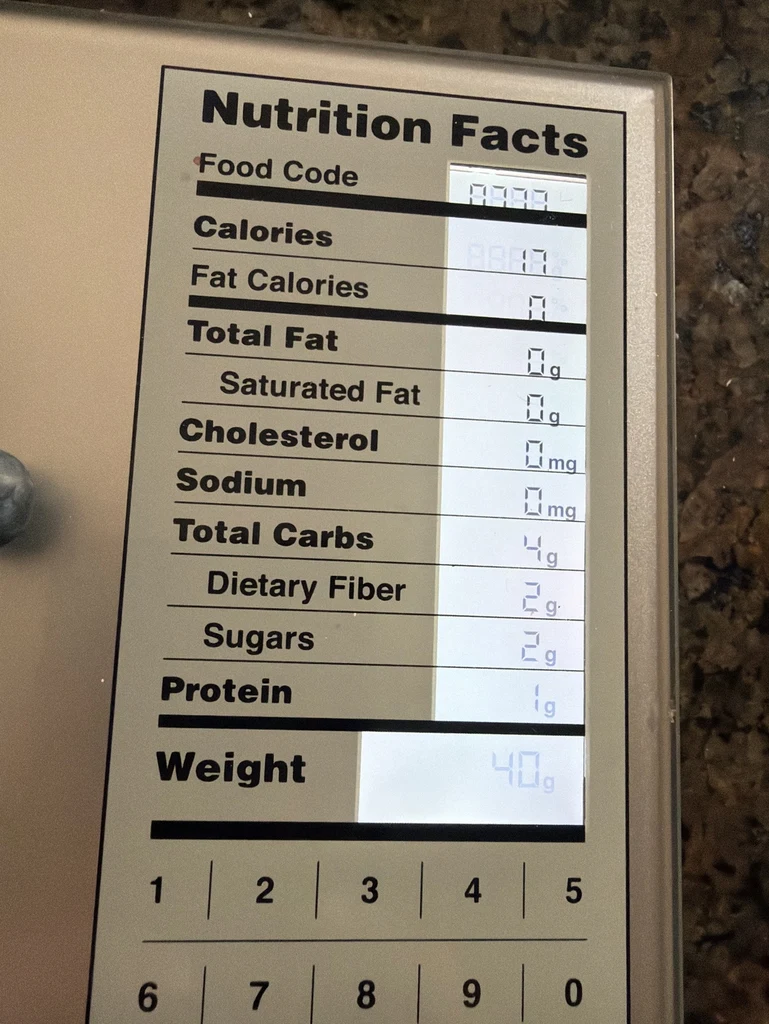 Nutrition Facts
Food Code
Calories 17
Fat Calories 0
Total Fat 0g
Saturated Fat 0g
Cholesterol 0mg
Sodium 0mg
Total Carbs 4g
Dietary Fiber 2g
Sugars 2g
Protein 1g
Weight 40g
1 2 3 4 5
6 7 8 9 0